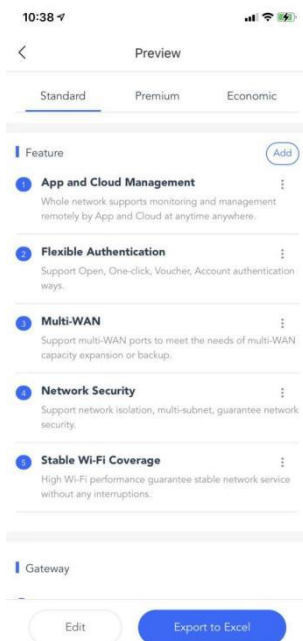 10:38
Preview
Standard Premium Economic
Feature Add
1 App and Cloud Management
Whole network supports monitoring and management
remotely by App and Cloud at anytime anywhere.
2 Flexible Authentication
Support Open, One-click, Voucher, Account authentication
ways.
3 Multi-WAN
Support multi-WAN ports to meet the needs of multi-WAN
capacity expansion or backup.
4 Network Security
Support network isolation, multi-subnet, guarantee network
security.
5 Stable Wi-Fi Coverage
High Wi-Fi performance guarantee stable network service
without any interruptions.
Gateway
Edit Export to Excel